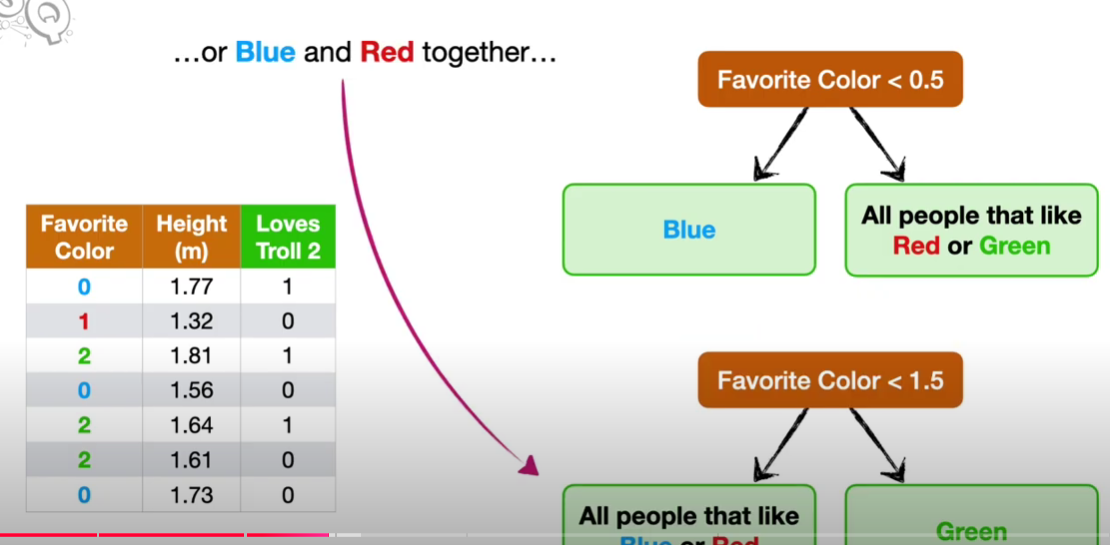 ...or Blue and Red together...
Favorite Color < 0.5
Blue
All people that like
Red or Green
Favorite Height Loves
Color (m) Troll 2
0 1.77 1
1 1.32 0
2 1.81 1
0 1.56 0
2 1.64 1
2 1.61 0
0 1.73 0
Favorite Color < 1.5
All people that like
Blue or Red
Green